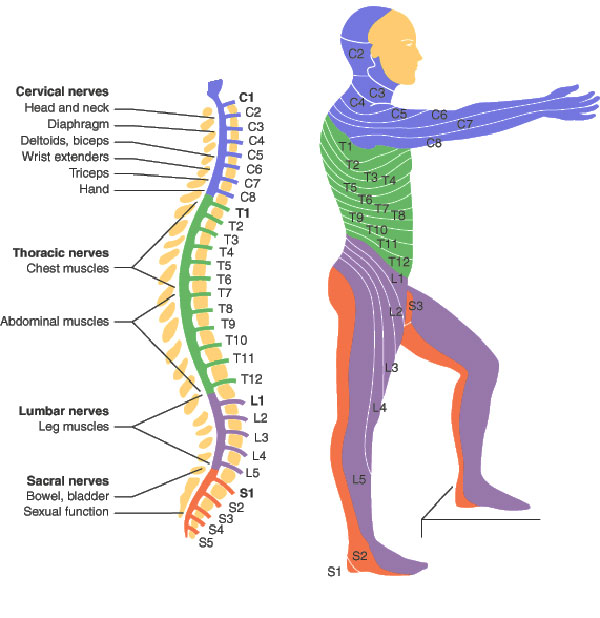 Cervical nerves
Head and neck
Diaphragm
Deltoids, biceps
Wrist extenders
Triceps
Hand
Thoracic nerves
Chest muscles
Abdominal muscles
Lumbar nerves
Leg muscles
Sacral nerves
Bowel, bladder
Sexual function
C1
C2
C3
C4
C5
C6
C7
C8
T1
T2
T3
T4
T5
T6
T7
T8
T9
T10
T11
T12
L1
L2
L3
L4
L5
S1
S2
S3
S4
S5
C2
C3
C4
C5
C6
C7
C8
T1
T2
T3
T4
T5
T6
T7
T8
T9
T10
T11
T12
L1
L2
S3
L3
L4
L5
S2
S1